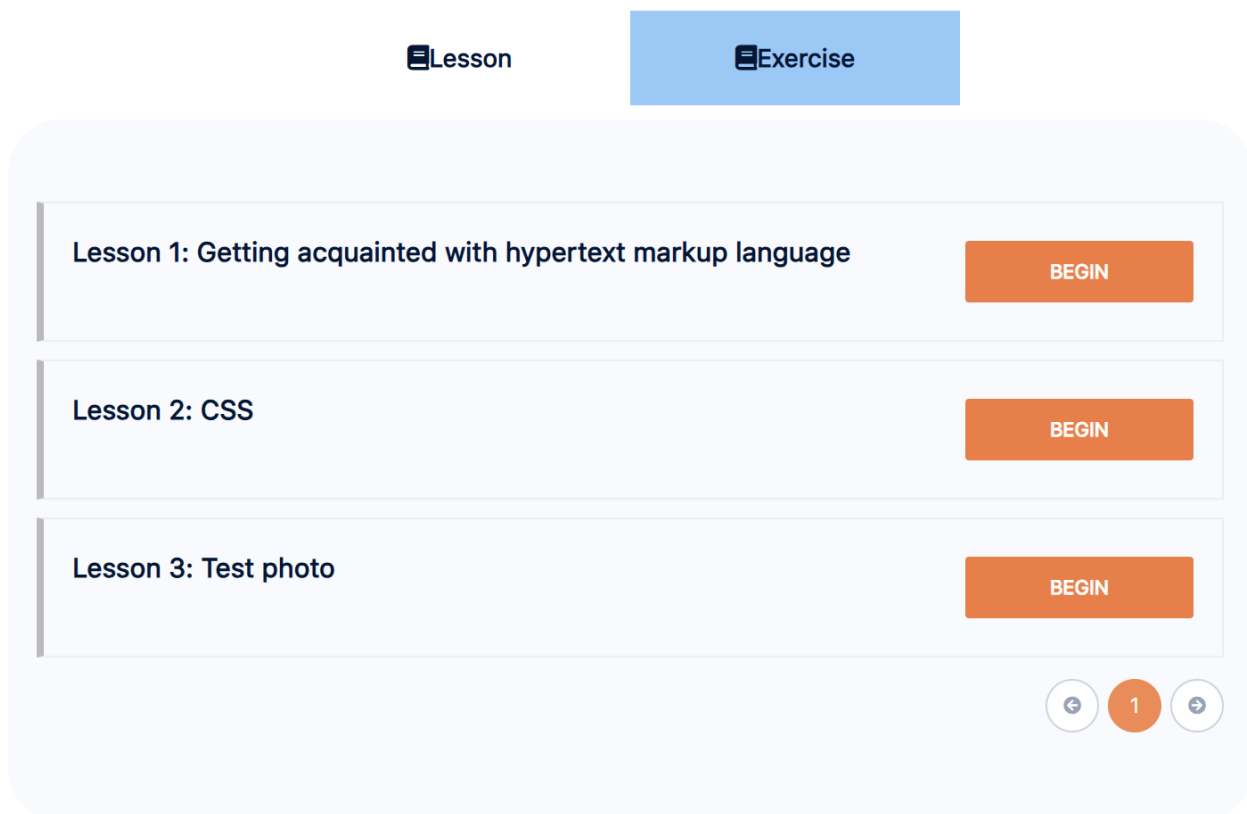 Lesson
Exercise
Lesson 1: Getting acquainted with hypertext markup language
BEGIN
Lesson 2: CSS
BEGIN
Lesson 3: Test photo
BEGIN
1